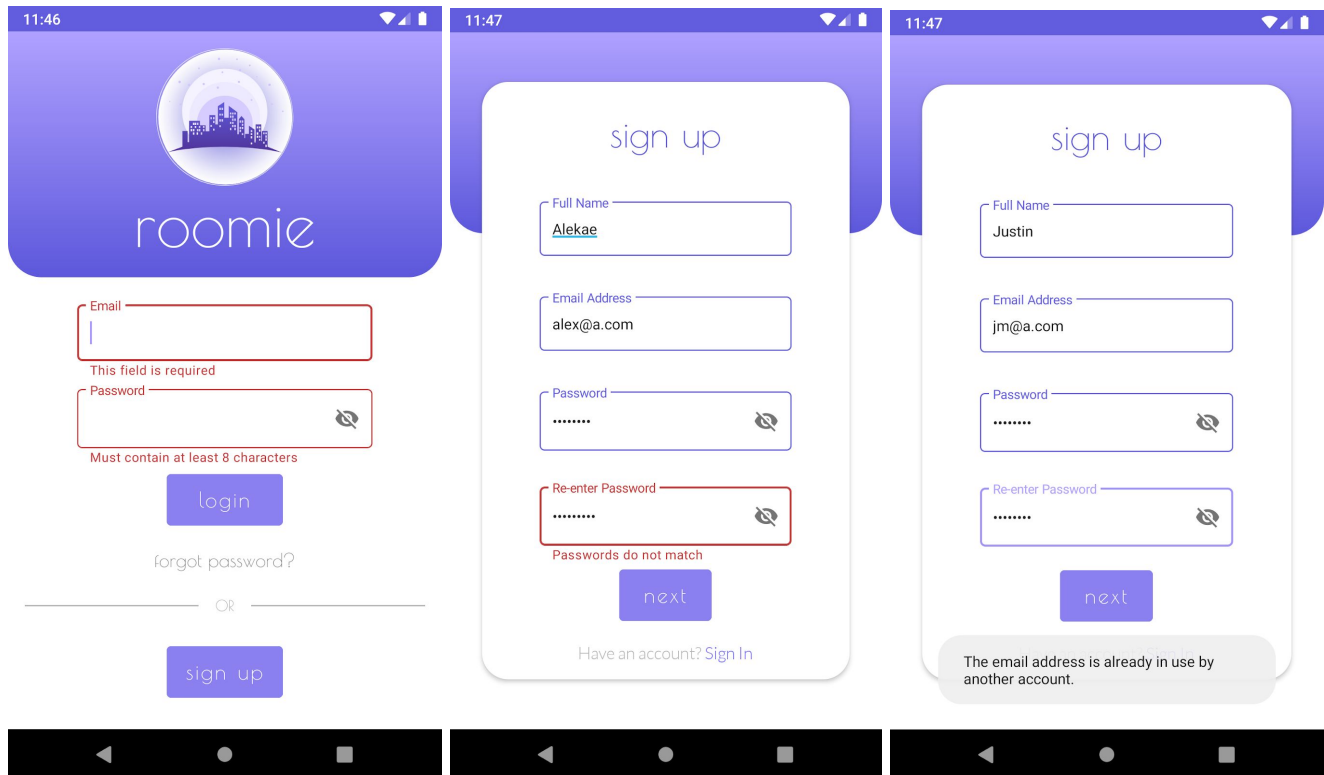 11:46
roomie
Email
This field is required
Password
Must contain at least 8 characters
login
forgot password?
OR
sign up
11:47
sign up
Full Name
Alekae
Email Address
alex@a.com
Password
••••••••
Re-enter Password
•••••••••
Passwords do not match
next
Have an account? Sign In
11:47
sign up
Full Name
Justin
Email Address
jm@a.com
Password
••••••••
Re-enter Password
••••••••
next
The email address is already in use by
another account.